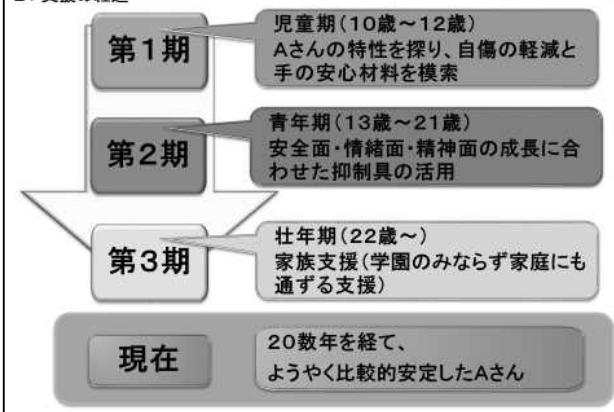 第1期
児童期(10歳~12歳)
Aさんの特性を探り、自傷の軽減と
手の安心材料を模索
第2期
青年期(13歳~21歳)
安全面・情緒面・精神面の成長に合
わせた抑制具の活用
第3期
壮年期(22歳~)
家族支援(学園のみならず家庭にも
通ずる支援)
現在
20数年を経て、
ようやく比較的安定したAさん